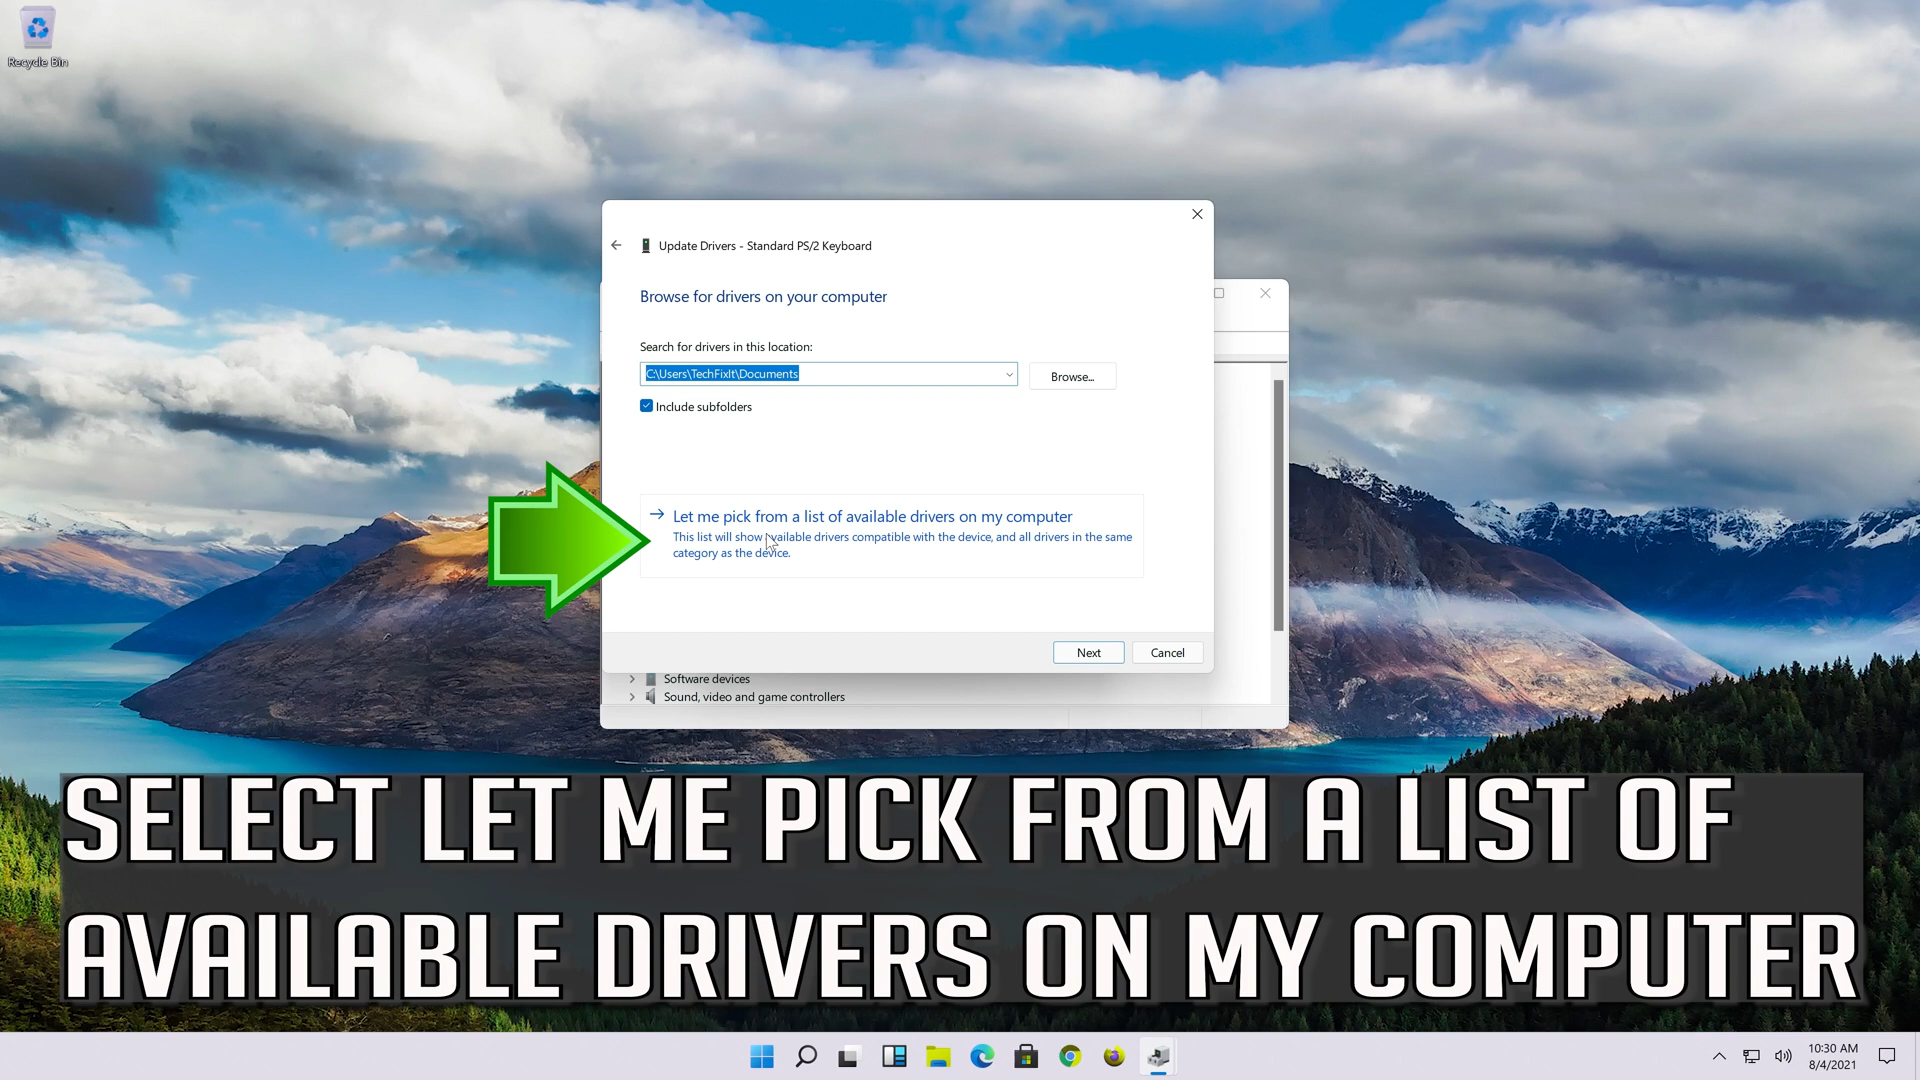 Recycle Bin
Update Drivers - Standard PS/2 Keyboard
Browse for drivers on your computer
Search for drivers in this location:
C:\Users\TechFixIt\Documents
Browse...
Include subfolders
Let me pick from a list of available drivers on my computer
This list will show available drivers compatible with the device, and all drivers in the same
category as the device.
Next
Cancel
Software devices
Sound, video and game controllers
SELECT LET ME PICK FROM A LIST OF
AVAILABLE DRIVERS ON MY COMPUTER
10:30 AM
8/4/2021